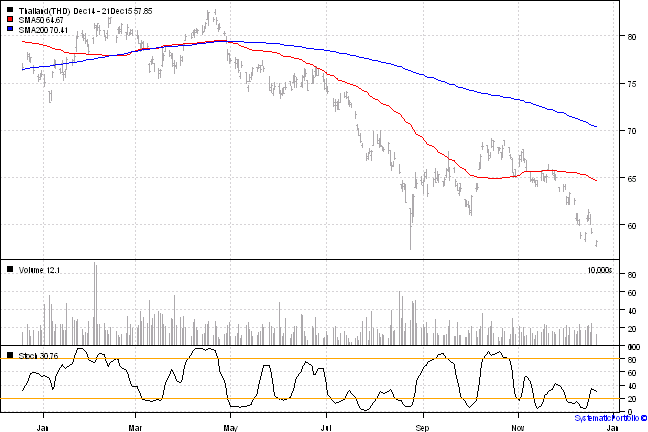 Thailand(THD) Dec14 - 21Dec15 57.85
SMA50 64.67
SMA200 70.41
80
75
70
65
60
Volume 12.1
10,000s
80
60
40
20
0
Stoch 30.76
100
80
60
40
20
0
Jan Mar May Jul Sep Nov Jan
SystematicPortfolio ©